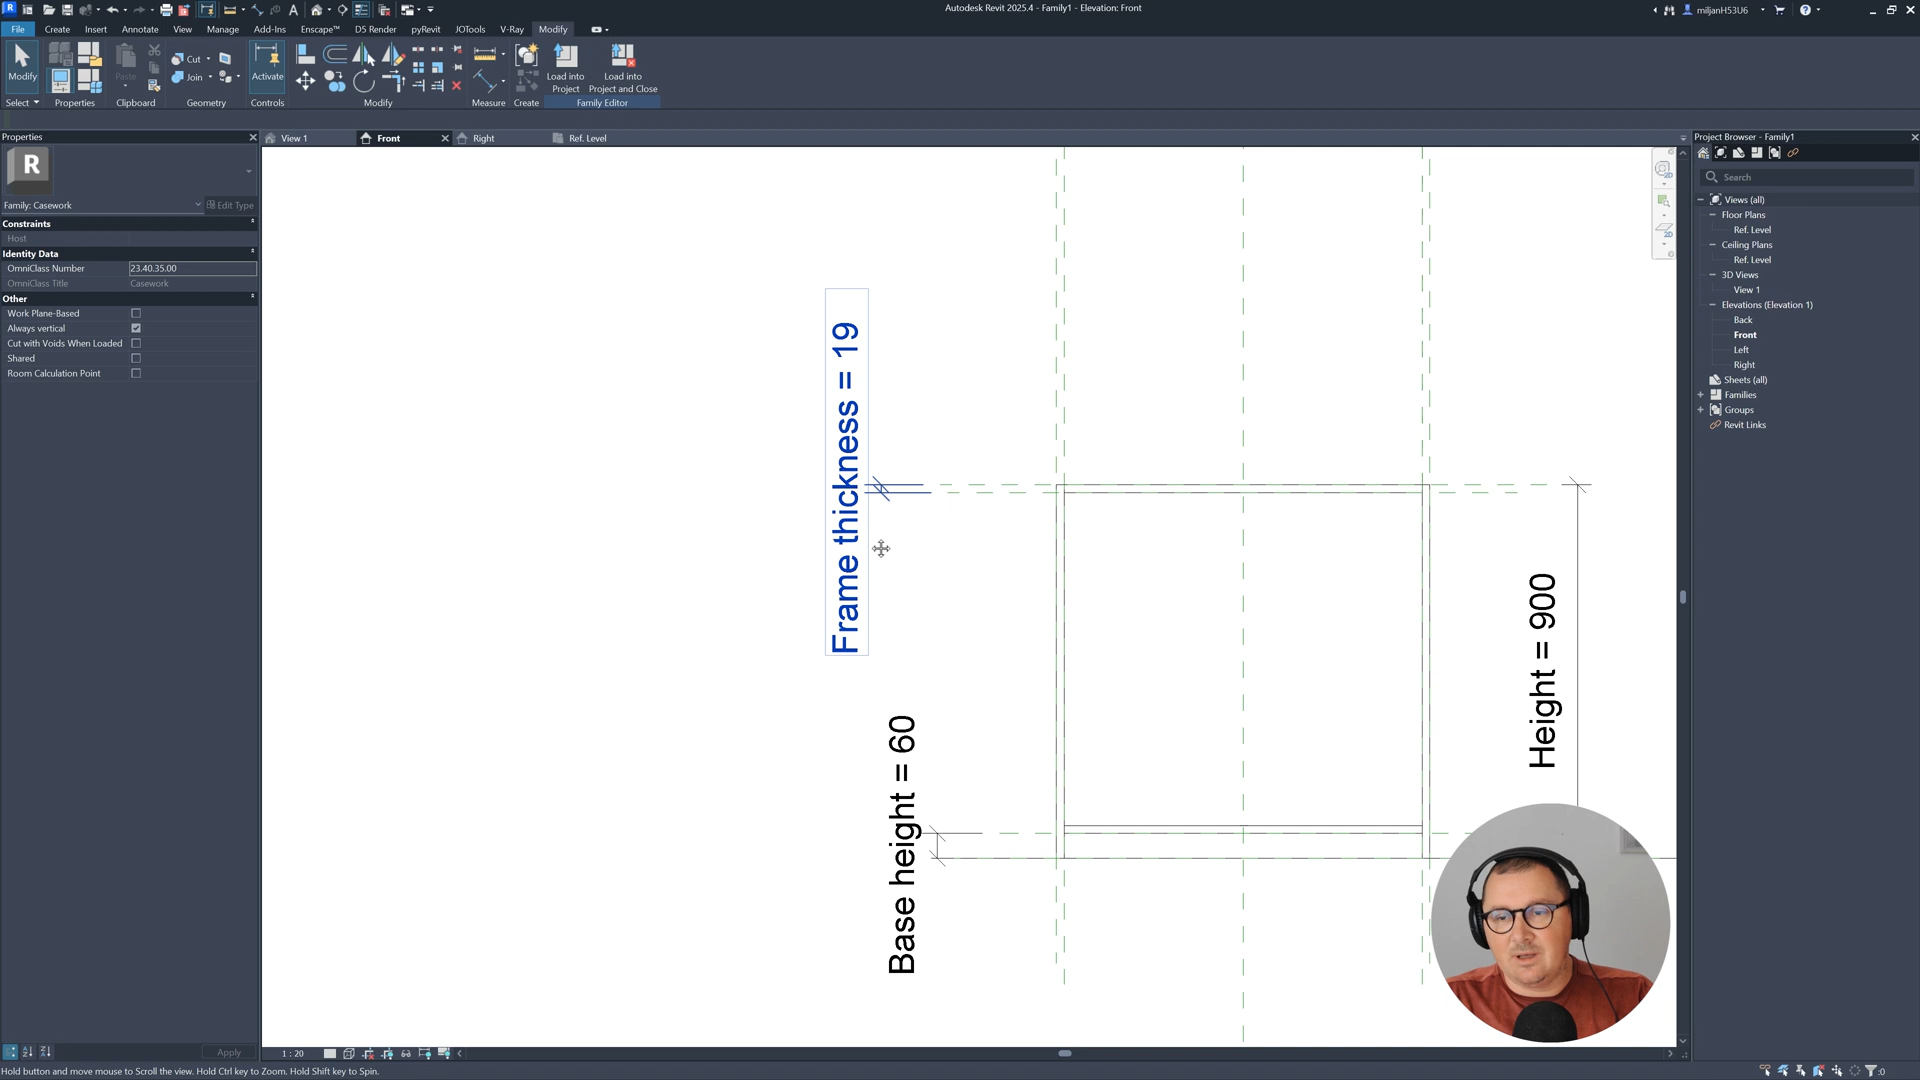 Autodesk Revit 2025.4 - Family1 - Elevation: Front
miljanH53U6
File
Create
Insert
Annotate
View
Manage
Add-Ins
Enscape™
D5 Render
pyRevit
JOTools
V-Ray
Modify
Modify
Paste
Cut
Join
Activate
Load into
Project
Load into
Project and Close
Select
Properties
Clipboard
Geometry
Controls
Modify
Measure
Create
Family Editor
Properties
View 1
Front
Right
Ref. Level
Project Browser - Family1
R
Search
Family: Casework
Edit Type
Constraints
Host
Identity Data
OmniClass Number
23.40.35.00
OmniClass Title
Casework
Other
Work Plane-Based
Always vertical
Cut with Voids When Loaded
Shared
Room Calculation Point
Views (all)
Floor Plans
Ref. Level
Ceiling Plans
Ref. Level
3D Views
View 1
Elevations (Elevation 1)
Back
Front
Left
Right
Sheets (all)
Families
Groups
Revit Links
Frame thickness = 19
Base height = 60
Height = 900
Apply
1 : 20
Hold button and move mouse to Scroll the view. Hold Ctrl key to Zoom. Hold Shift key to Spin.
:0